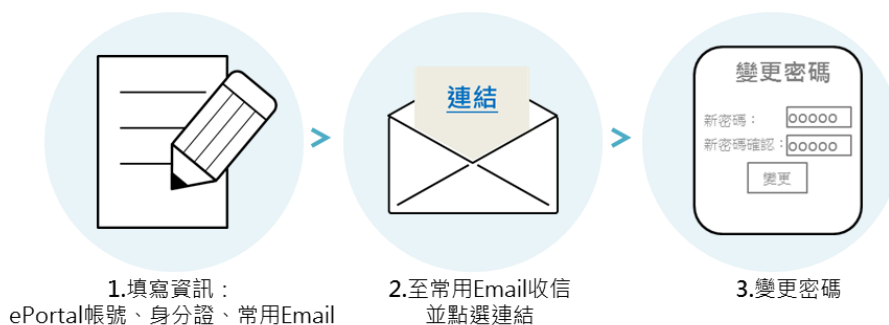 連結
變更密碼
新密碼：ooooo
新密碼確認：ooooo
變更
1.填寫資訊：
ePortal帳號、身分證、常用Email
2.至常用Email收信
並點選連結
3.變更密碼